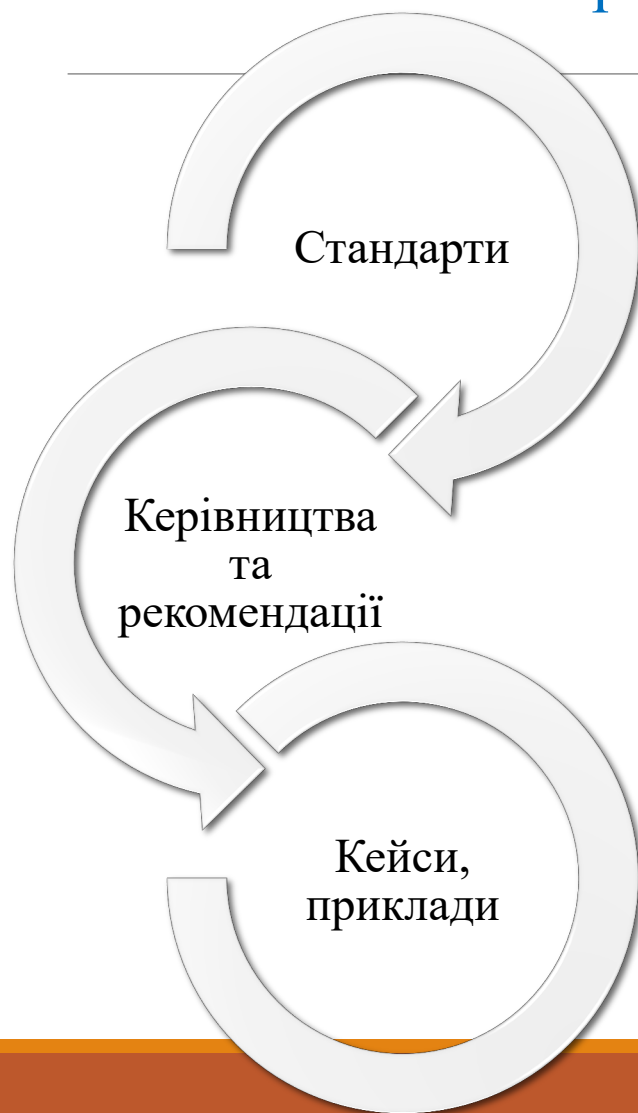 Стандарти
Керівництва
та
рекомендації
Кейси,
приклади